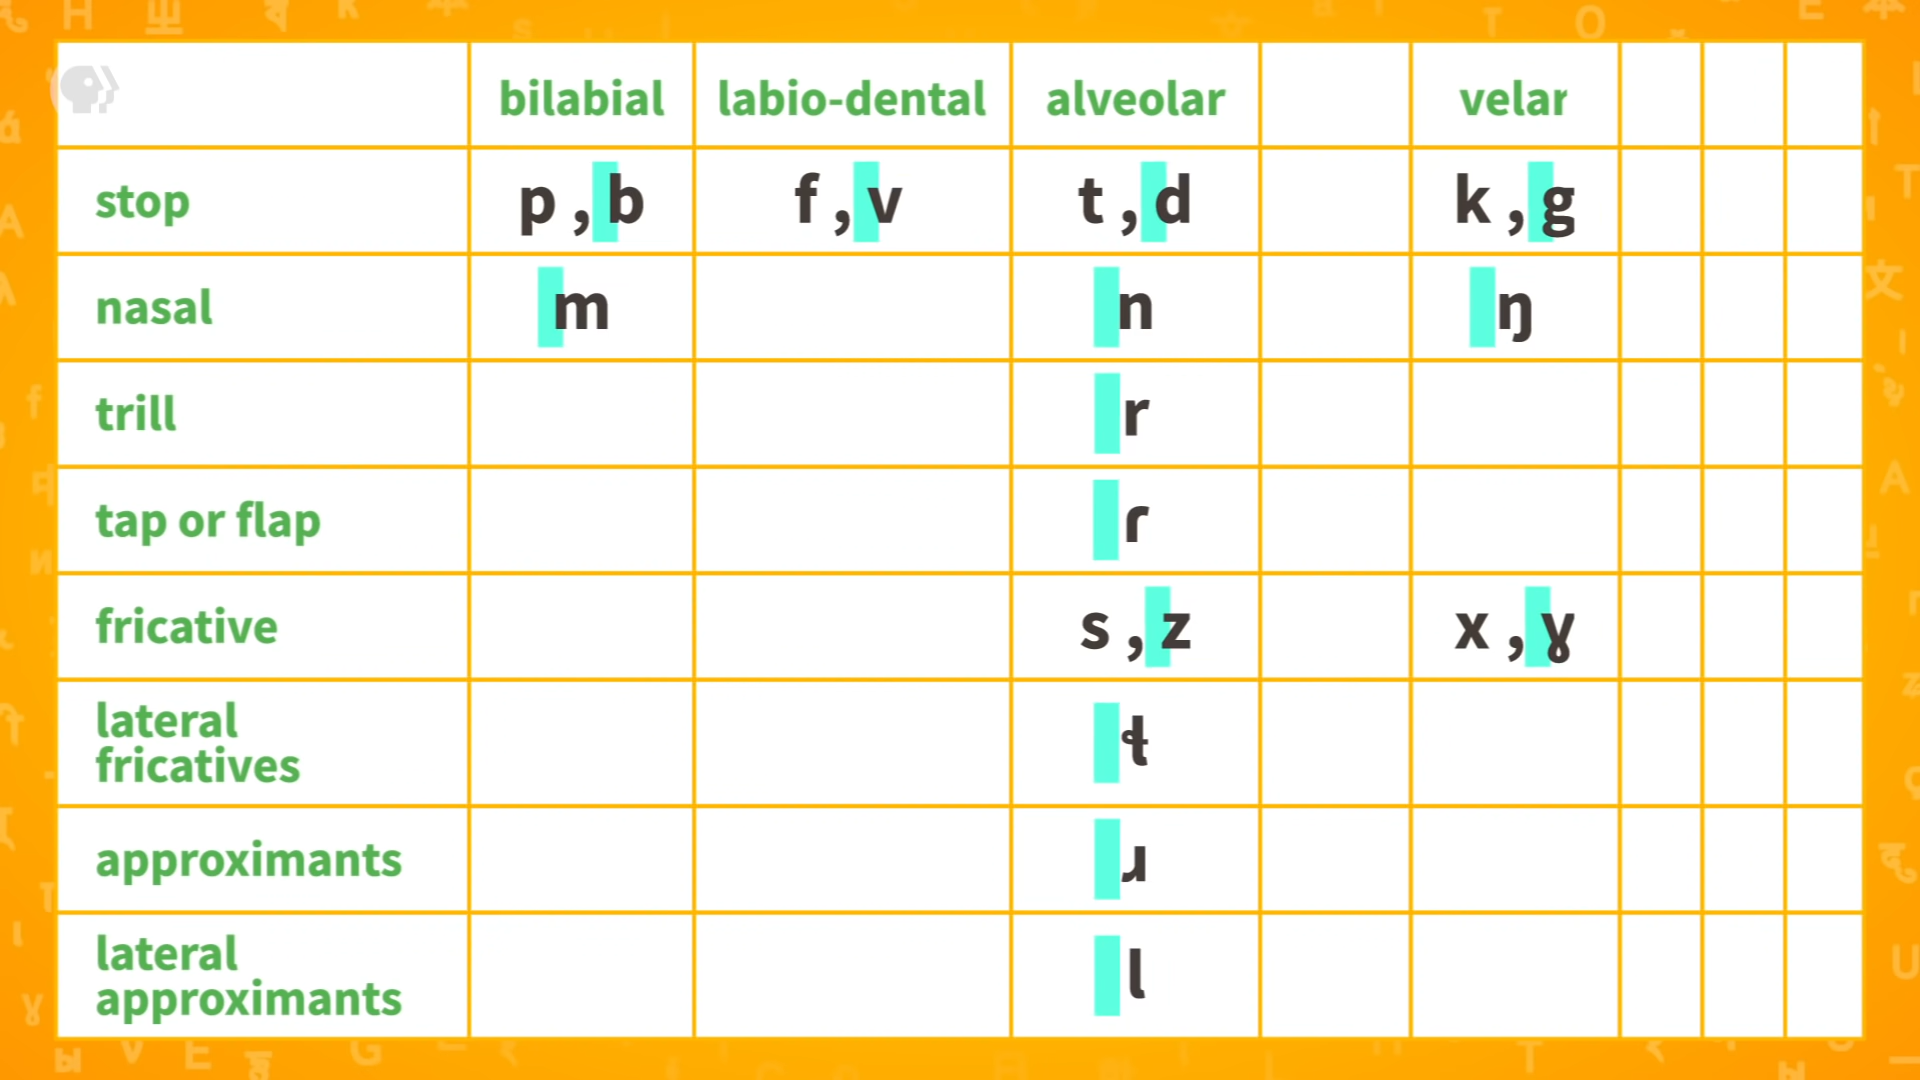 bilabial labio-dental alveolar velar
stop p , b f , v t , d k , g
nasal m n ŋ
trill r
tap or flap ɾ
fricative s , z x , ɣ
lateral
fricatives ɬ
approximants ɹ
lateral
approximants l